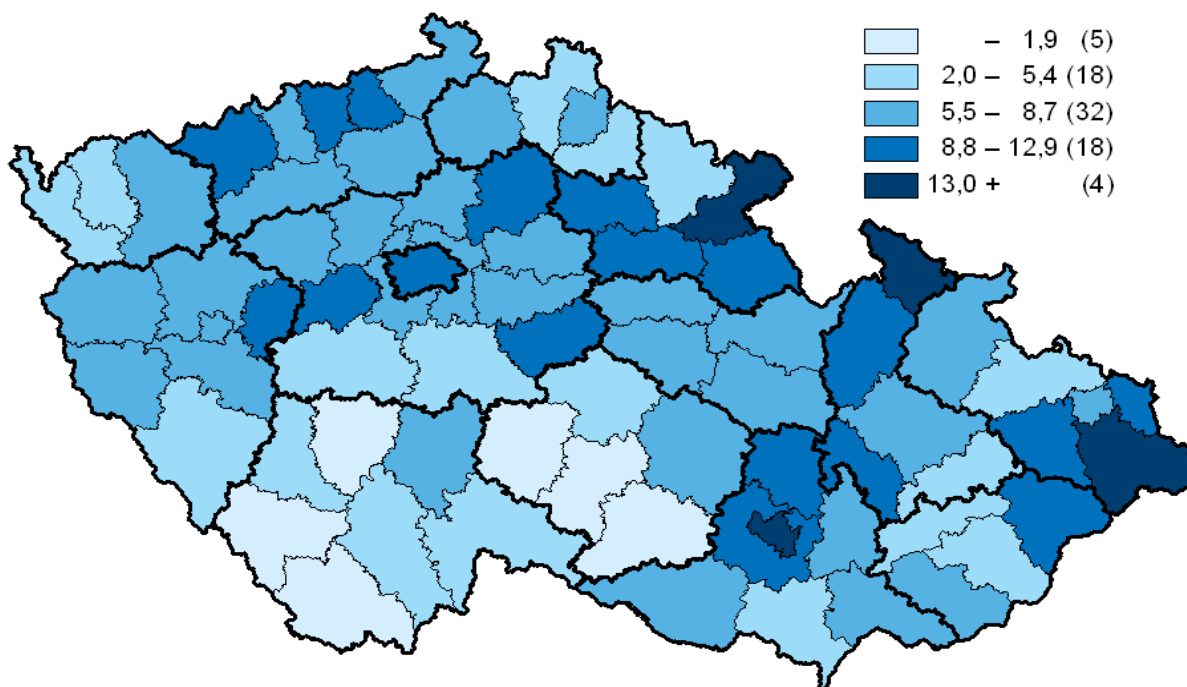 – 1,9 (5)
2,0 – 5,4 (18)
5,5 – 8,7 (32)
8,8 – 12,9 (18)
13,0 + (4)